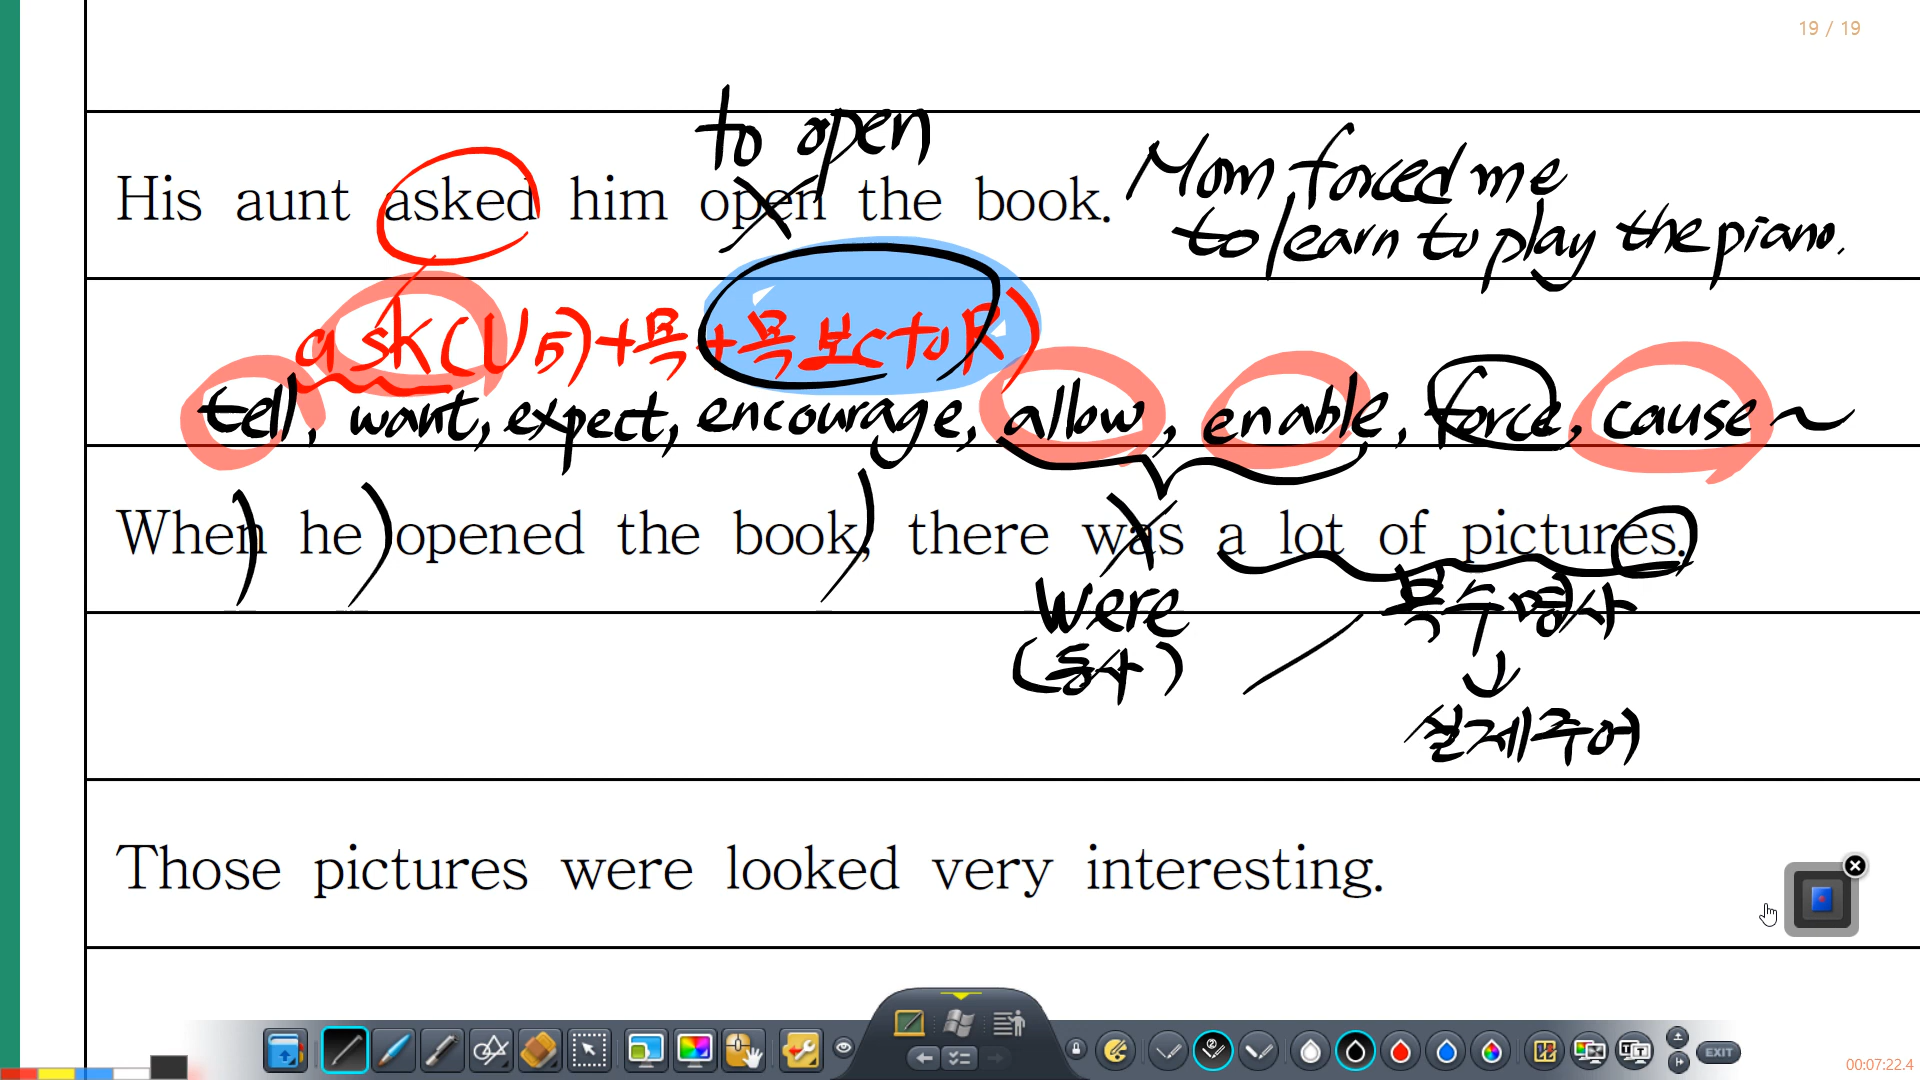 19 / 19
to open
His aunt asked him open the book.
Mom forced me
to learn to play the piano.
ask(V5)+목+목보(to R)
tell, want, expect, encourage, allow, enable, force, cause ~
When he opened the book, there was a lot of pictures.
were
(동사)
복수명사
실제주어
Those pictures were looked very interesting.
EXIT
00:07:22.4